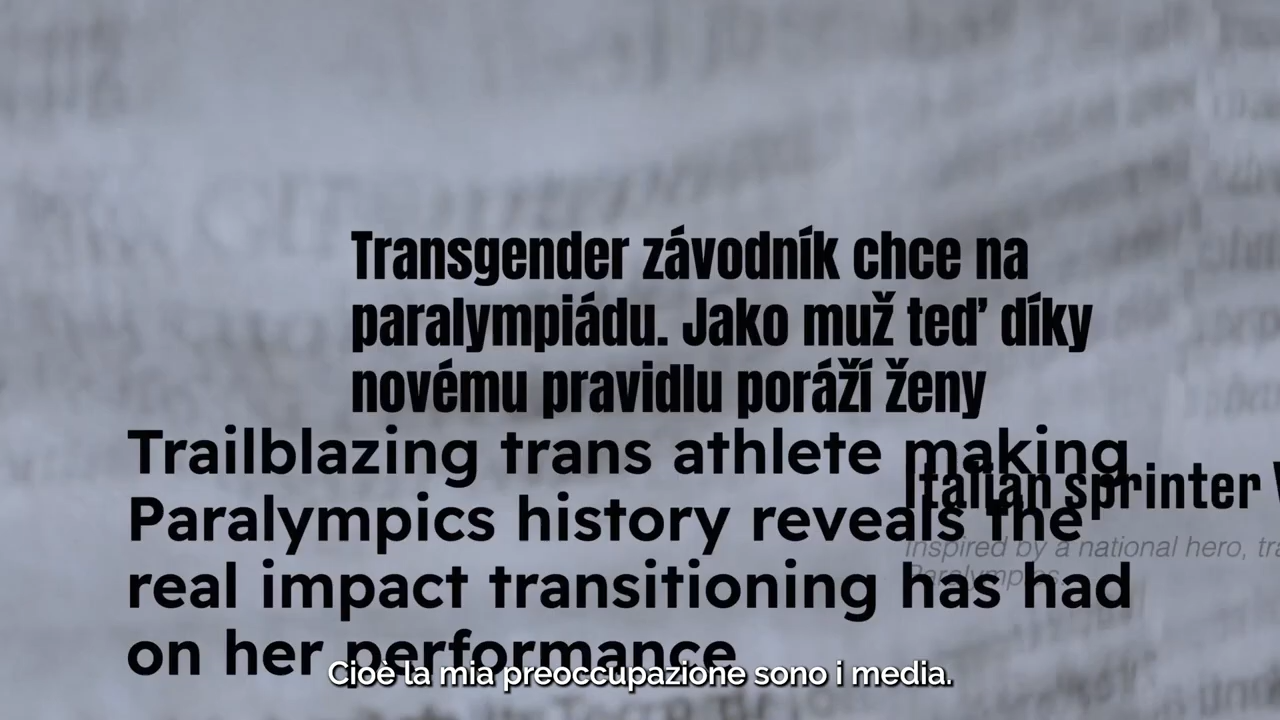 Transgender závodník chce na
paralympiádu. Jako muž teď díky
novému pravidlu poráží ženy
Trailblazing trans athlete making
Paralympics history reveals the
real impact transitioning has had
on her performance
Italian sprinter
Inspired by a national hero,
Paralympics.
Cioè la mia preoccupazione sono i media.